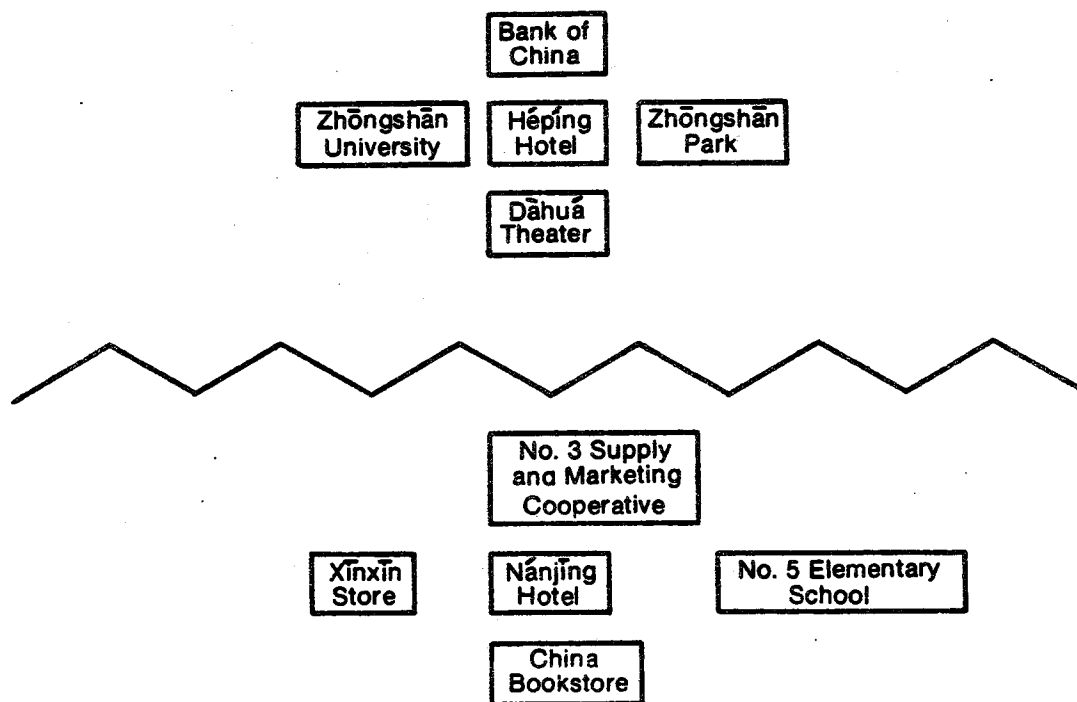 Bank of
China
Zhōngshān
University
Hépíng
Hotel
Zhōngshān
Park
Dàhuá
Theater
No. 3 Supply
and Marketing
Cooperative
Xīnxīn
Store
Nánjīng
Hotel
No. 5 Elementary
School
China
Bookstore